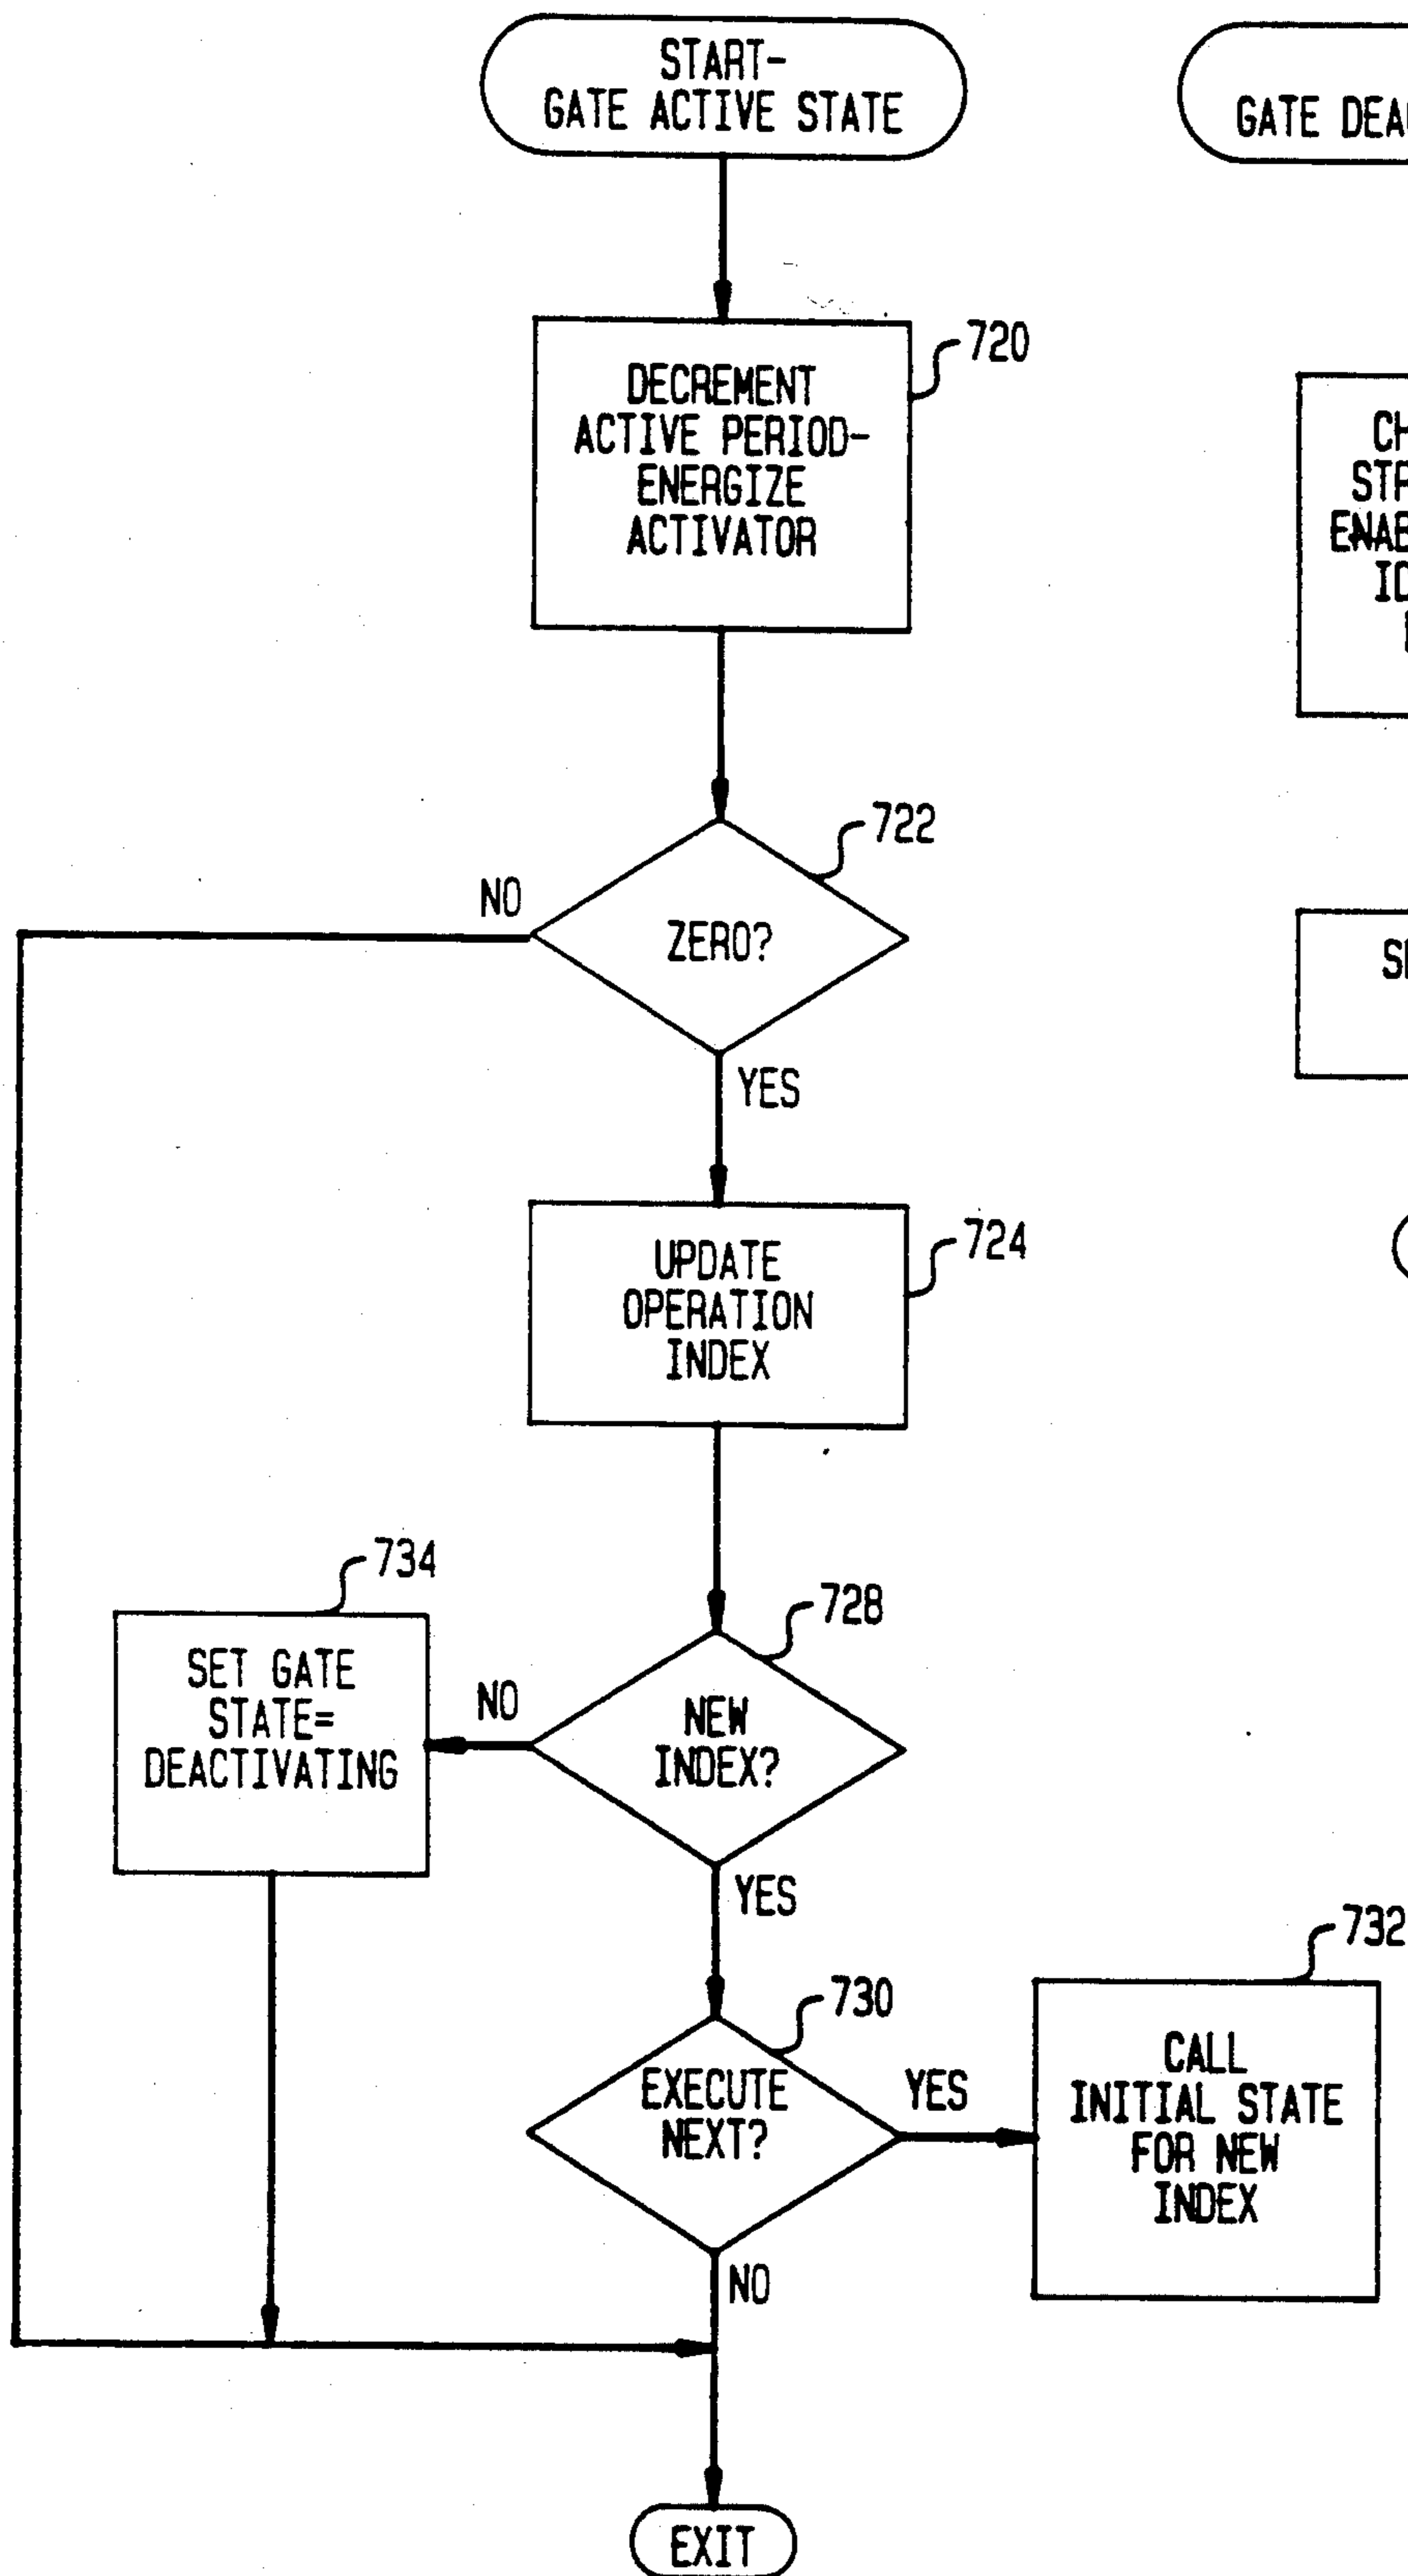 START-
GATE ACTIVE STATE
DECREMENT
ACTIVE PERIOD-
ENERGIZE
ACTIVATOR
720
722
NO
ZERO?
YES
UPDATE
OPERATION
INDEX
724
734
SET GATE
STATE=
DEACTIVATING
NO
728
NEW
INDEX?
YES
730
EXECUTE
NEXT?
YES
732
CALL
INITIAL STATE
FOR NEW
INDEX
NO
EXIT
GATE